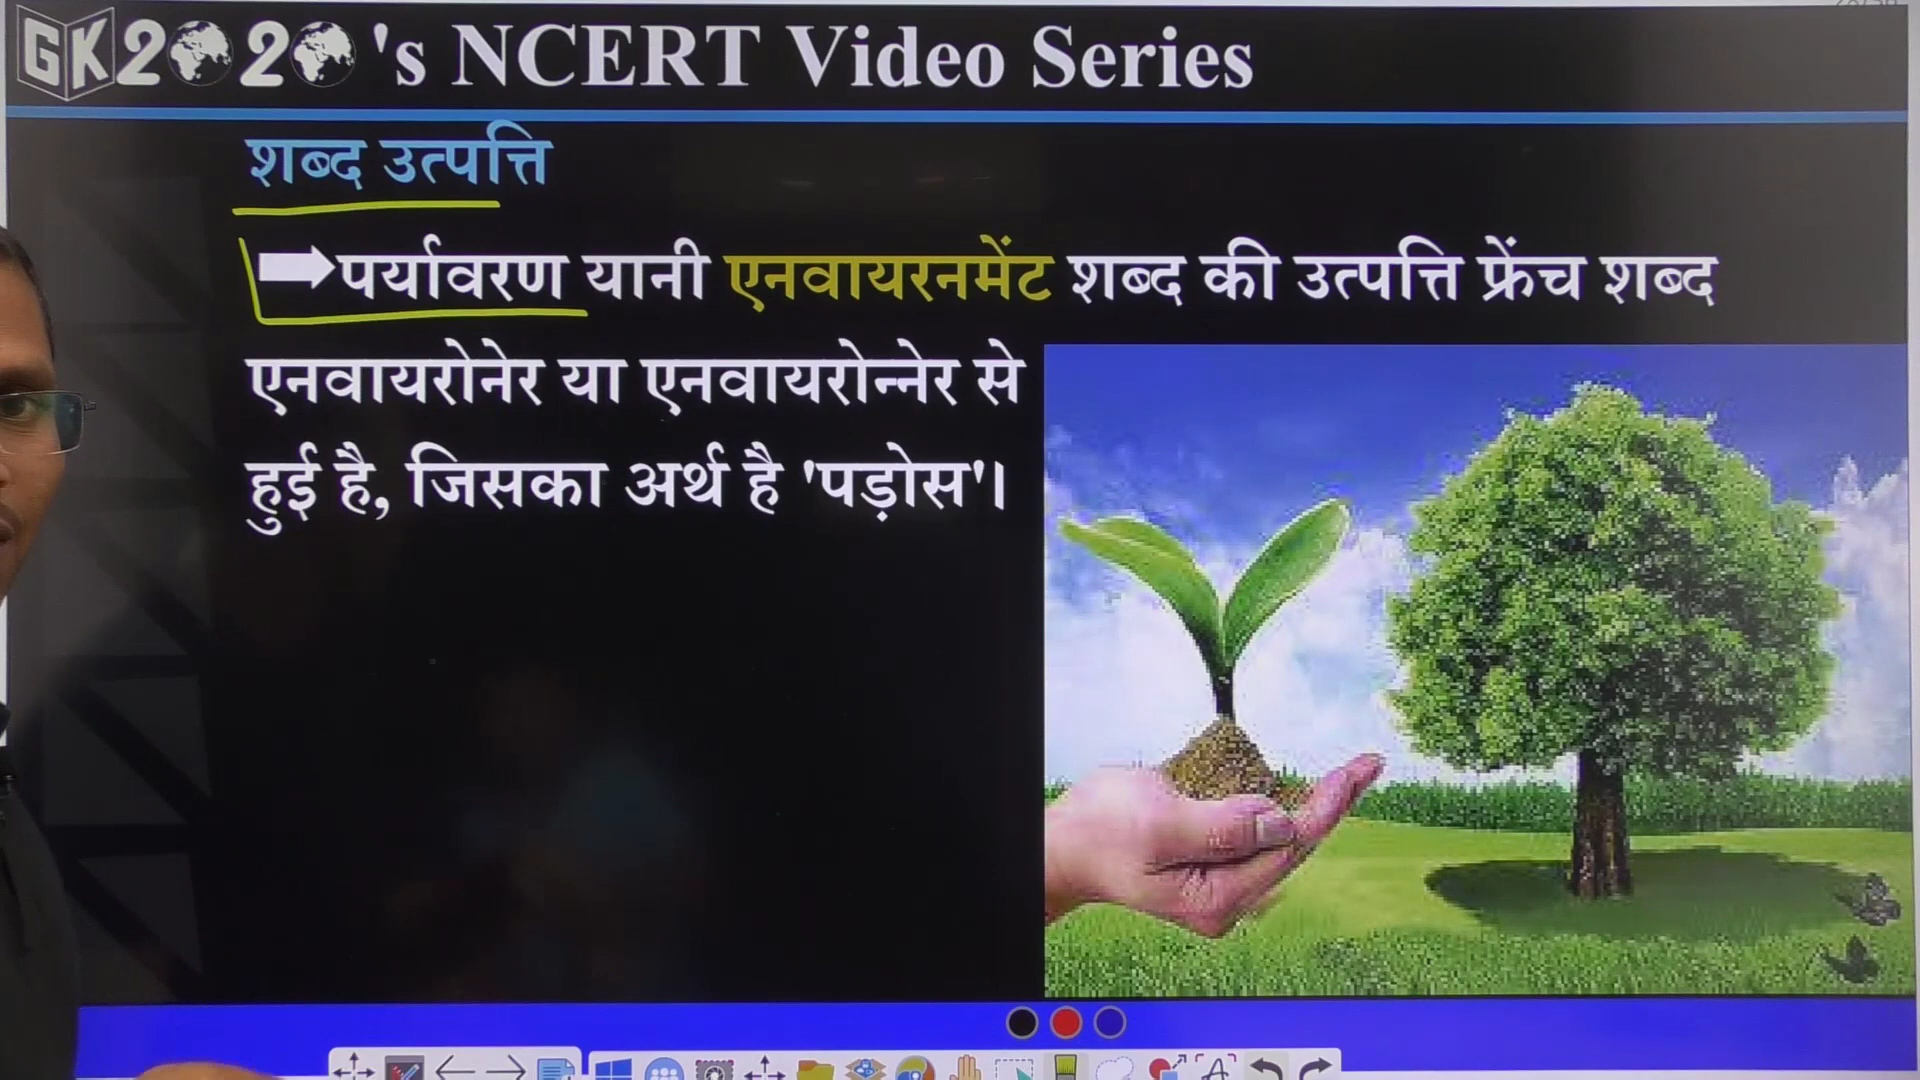 GK2020's NCERT Video Series
शब्द उत्पत्ति
पर्यावरण यानी एनवायरनमेंट शब्द की उत्पत्ति फ्रेंच शब्द
एनवायरोनेर या एनवायरोन्नेर से
हुई है, जिसका अर्थ है 'पड़ोस'।